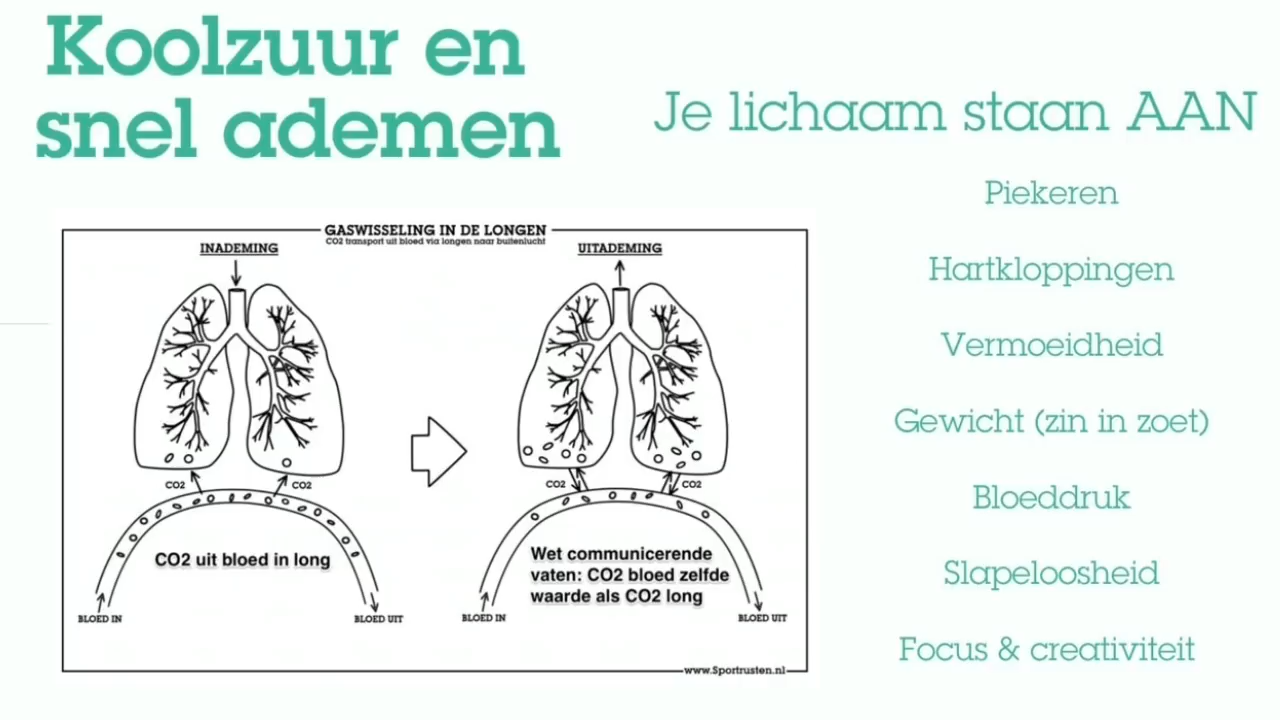 Koolzuur en
snel ademen
Je lichaam staan AAN
Piekeren
Hartkloppingen
Vermoeidheid
Gewicht (zin in zoet)
Bloeddruk
Slapeloosheid
Focus & creativiteit
GASWISSELING IN DE LONGEN
CO2 transport uit bloed via longen naar buitenlucht
INADEMING
CO2
CO2
CO2 uit bloed in long
BLOED IN
BLOED UIT
UITADEMING
CO2
CO2
Wet communicerende
vaten: CO2 bloed zelfde
waarde als CO2 long
BLOED IN
BLOED UIT
www.Sportrusten.nl